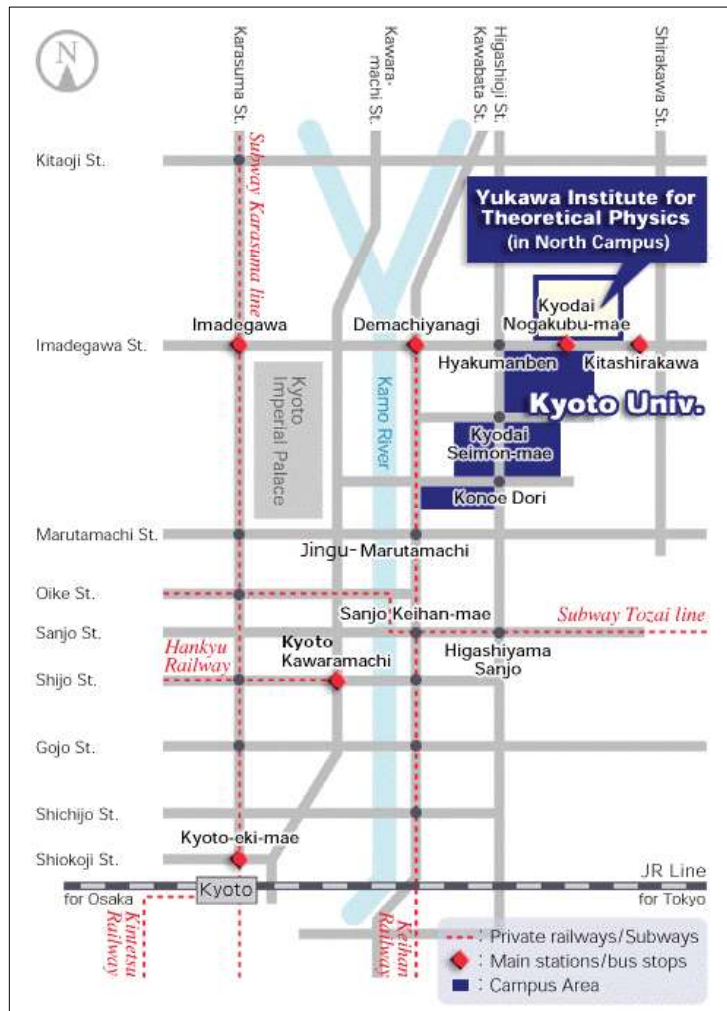 N
Karasuma St.
Kawara-
machi St.
Kawabata St.
Higashioji St.
Shirakawa St.
Kitaoji St.
Subway Karasuma line
Yukawa Institute for
Theoretical Physics
(in North Campus)
Imadegawa
Demachiyanagi
Kyodai
Nogakubu-mae
Imadegawa St.
Hyakumanben
Kitashirakawa
Kyoto
Imperial Palace
Kamo River
Kyoto Univ.
Kyodai
Seimon-mae
Konoe Dori
Marutamachi St.
Jingu-Marutamachi
Oike St.
Sanjo Keihan-mae
Subway Tozai line
Sanjo St.
Hankyu
Railway
Kyoto
Kawaramachi
Higashiyama
Sanjo
Shijo St.
Gojo St.
Shichijo St.
Kyoto-eki-mae
Shiokoji St.
JR Line
Kyoto
for Osaka
for Tokyo
Kintetsu
Railway
Keihan
Railway
: Private railways/Subways
: Main stations/bus stops
: Campus Area